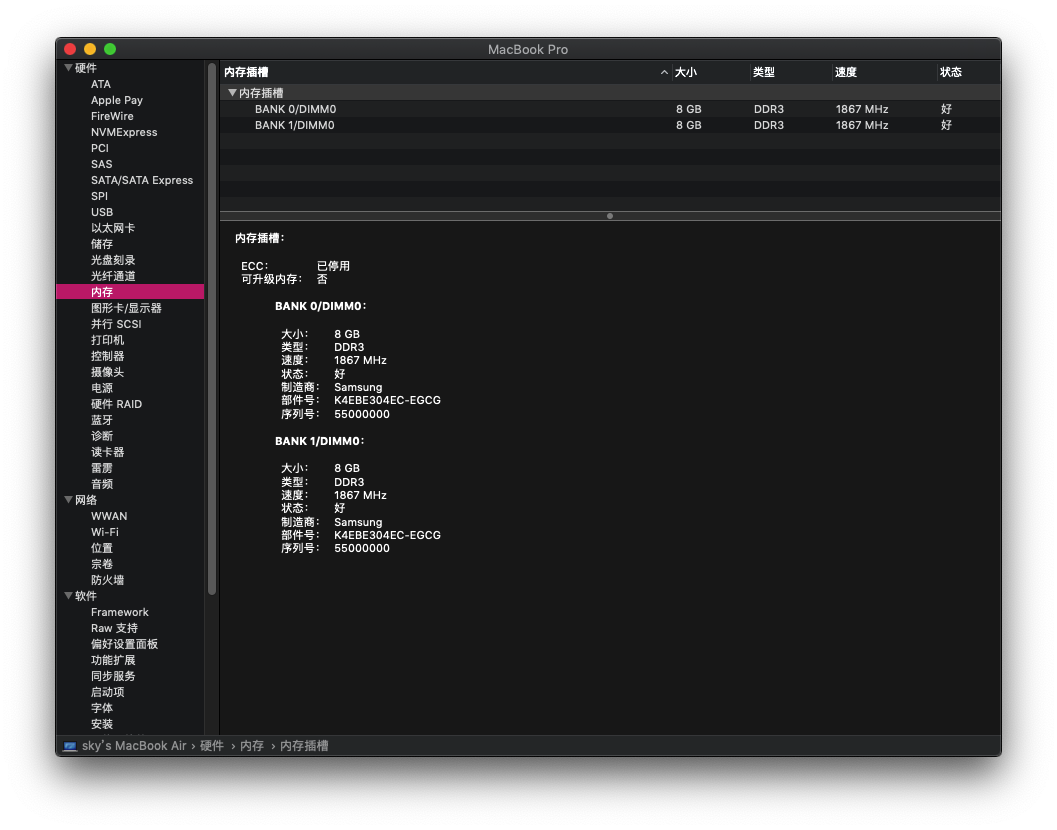 MacBook Pro
硬件
ATA
Apple Pay
FireWire
NVMExpress
PCI
SAS
SATA/SATA Express
SPI
USB
以太网卡
储存
光盘刻录
光纤通道
内存
图形卡/显示器
并行 SCSI
打印机
控制器
摄像头
电源
硬件 RAID
蓝牙
诊断
读卡器
雷雳
音频
网络
WWAN
Wi-Fi
位置
宗卷
防火墙
软件
Framework
Raw 支持
偏好设置面板
功能扩展
同步服务
启动项
字体
安装
内存插槽 大小 类型 速度 状态
内存插槽
BANK 0/DIMM0 8 GB DDR3 1867 MHz 好
BANK 1/DIMM0 8 GB DDR3 1867 MHz 好
内存插槽：
ECC： 已停用
可升级内存： 否
BANK 0/DIMM0：
大小： 8 GB
类型： DDR3
速度： 1867 MHz
状态： 好
制造商： Samsung
部件号： K4EBE304EC-EGCG
序列号： 55000000
BANK 1/DIMM0：
大小： 8 GB
类型： DDR3
速度： 1867 MHz
状态： 好
制造商： Samsung
部件号： K4EBE304EC-EGCG
序列号： 55000000
sky's MacBook Air › 硬件 › 内存 › 内存插槽